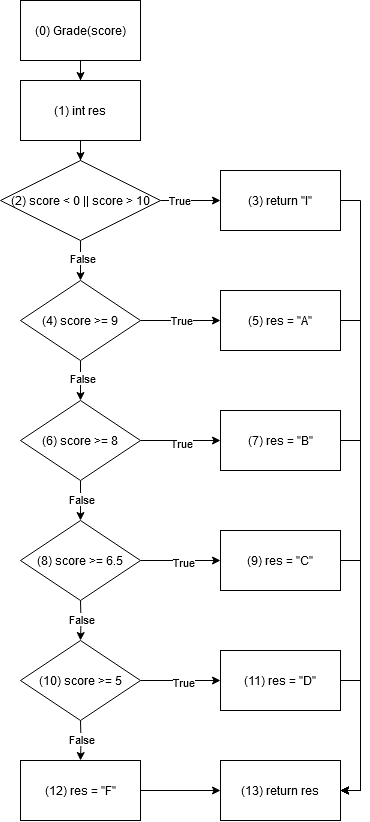 (0) Grade(score)
(1) int res
(2) score < 0 || score > 10
True
(3) return "I"
False
(4) score >= 9
True
(5) res = "A"
False
(6) score >= 8
True
(7) res = "B"
False
(8) score >= 6.5
True
(9) res = "C"
False
(10) score >= 5
True
(11) res = "D"
False
(12) res = "F"
(13) return res